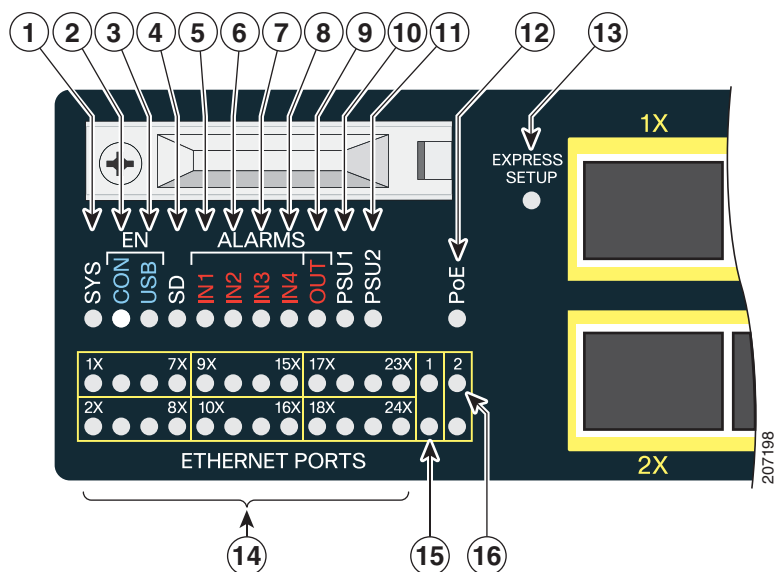 1 2 3 4 5 6 7 8 9 10 11 12 13
1X
EXPRESS
SETUP
EN ALARMS
SYS CON USB SD IN1 IN2 IN3 IN4 OUT PSU1 PSU2 PoE
1X 7X 9X 15X 17X 23X 1 2
2X 8X 10X 16X 18X 24X
ETHERNET PORTS
2X
207198
14 15 16